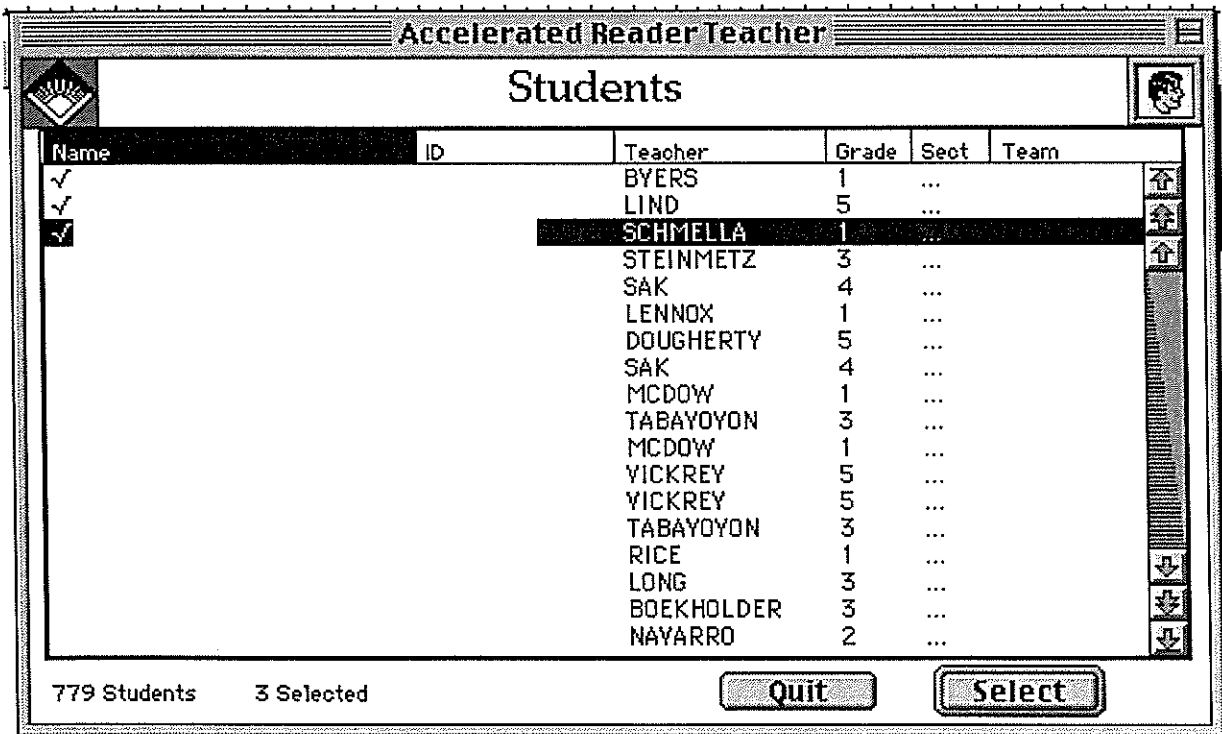 Accelerated Reader Teacher
Students
Name ID Teacher Grade Sect Team
√ BYERS 1 ...
√ LIND 5 ...
√ SCHMELLA 1 ...
STEINMETZ 3 ...
SAK 4 ...
LENNOX 1 ...
DOUGHERTY 5 ...
SAK 4 ...
MCDOW 1 ...
TABAYOYON 3 ...
MCDOW 1 ...
VICKREY 5 ...
VICKREY 5 ...
TABAYOYON 3 ...
RICE 1 ...
LONG 3 ...
BOEKHOLDER 3 ...
NAVARRO 2 ...
779 Students 3 Selected Quit Select